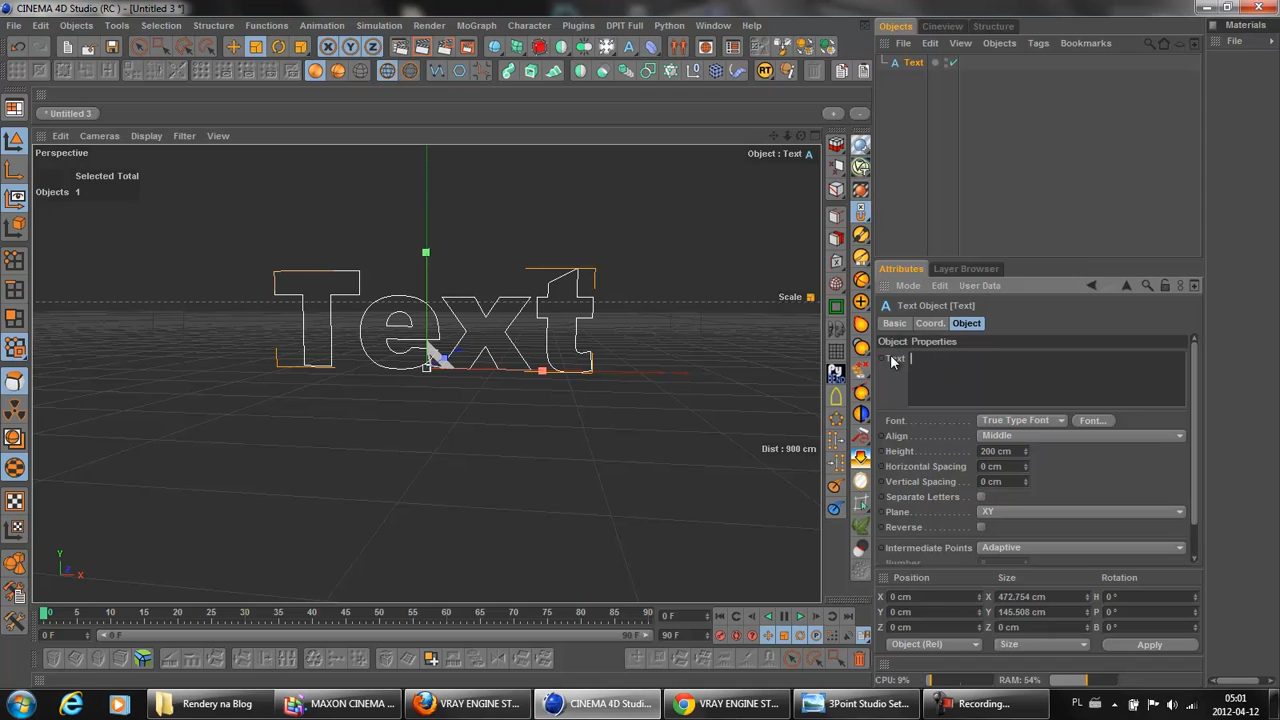 CINEMA 4D Studio (RC) - [Untitled 3 *]
File Edit Objects Tools Selection Structure Functions Animation Simulation Render MoGraph Character Plugins DPIT Full Python Window Help
* Untitled 3
Edit Cameras Display Filter View
Perspective
Object : Text A
Selected Total
Objects 1
Text
Scale
Dist : 900 cm
Y
Z
X
0 5 10 15 20 25 30 35 40 45 50 55 60 65 70 75 80 85 90
0 F
0 F
0 F
90 F
90 F
Objects Cineview Structure
File Edit View Objects Tags Bookmarks
A Text
Materials
File
Attributes Layer Browser
Mode Edit User Data
A Text Object [Text]
Basic Coord. Object
Object Properties
Text
Font True Type Font Font...
Align Middle
Height 200 cm
Horizontal Spacing 0 cm
Vertical Spacing 0 cm
Separate Letters
Plane XY
Reverse
Intermediate Points Adaptive
Number
Position Size Rotation
X 0 cm X 472.754 cm H 0 °
Y 0 cm Y 145.508 cm P 0 °
Z 0 cm Z 0 cm B 0 °
Object (Rel) Size Apply
CPU: 9% RAM: 54%
Rendery na Blog
MAXON CINEMA ...
VRAY ENGINE ST...
CINEMA 4D Studi...
VRAY ENGINE ST...
3Point Studio Set...
Recording...
PL
05:01
2012-04-12